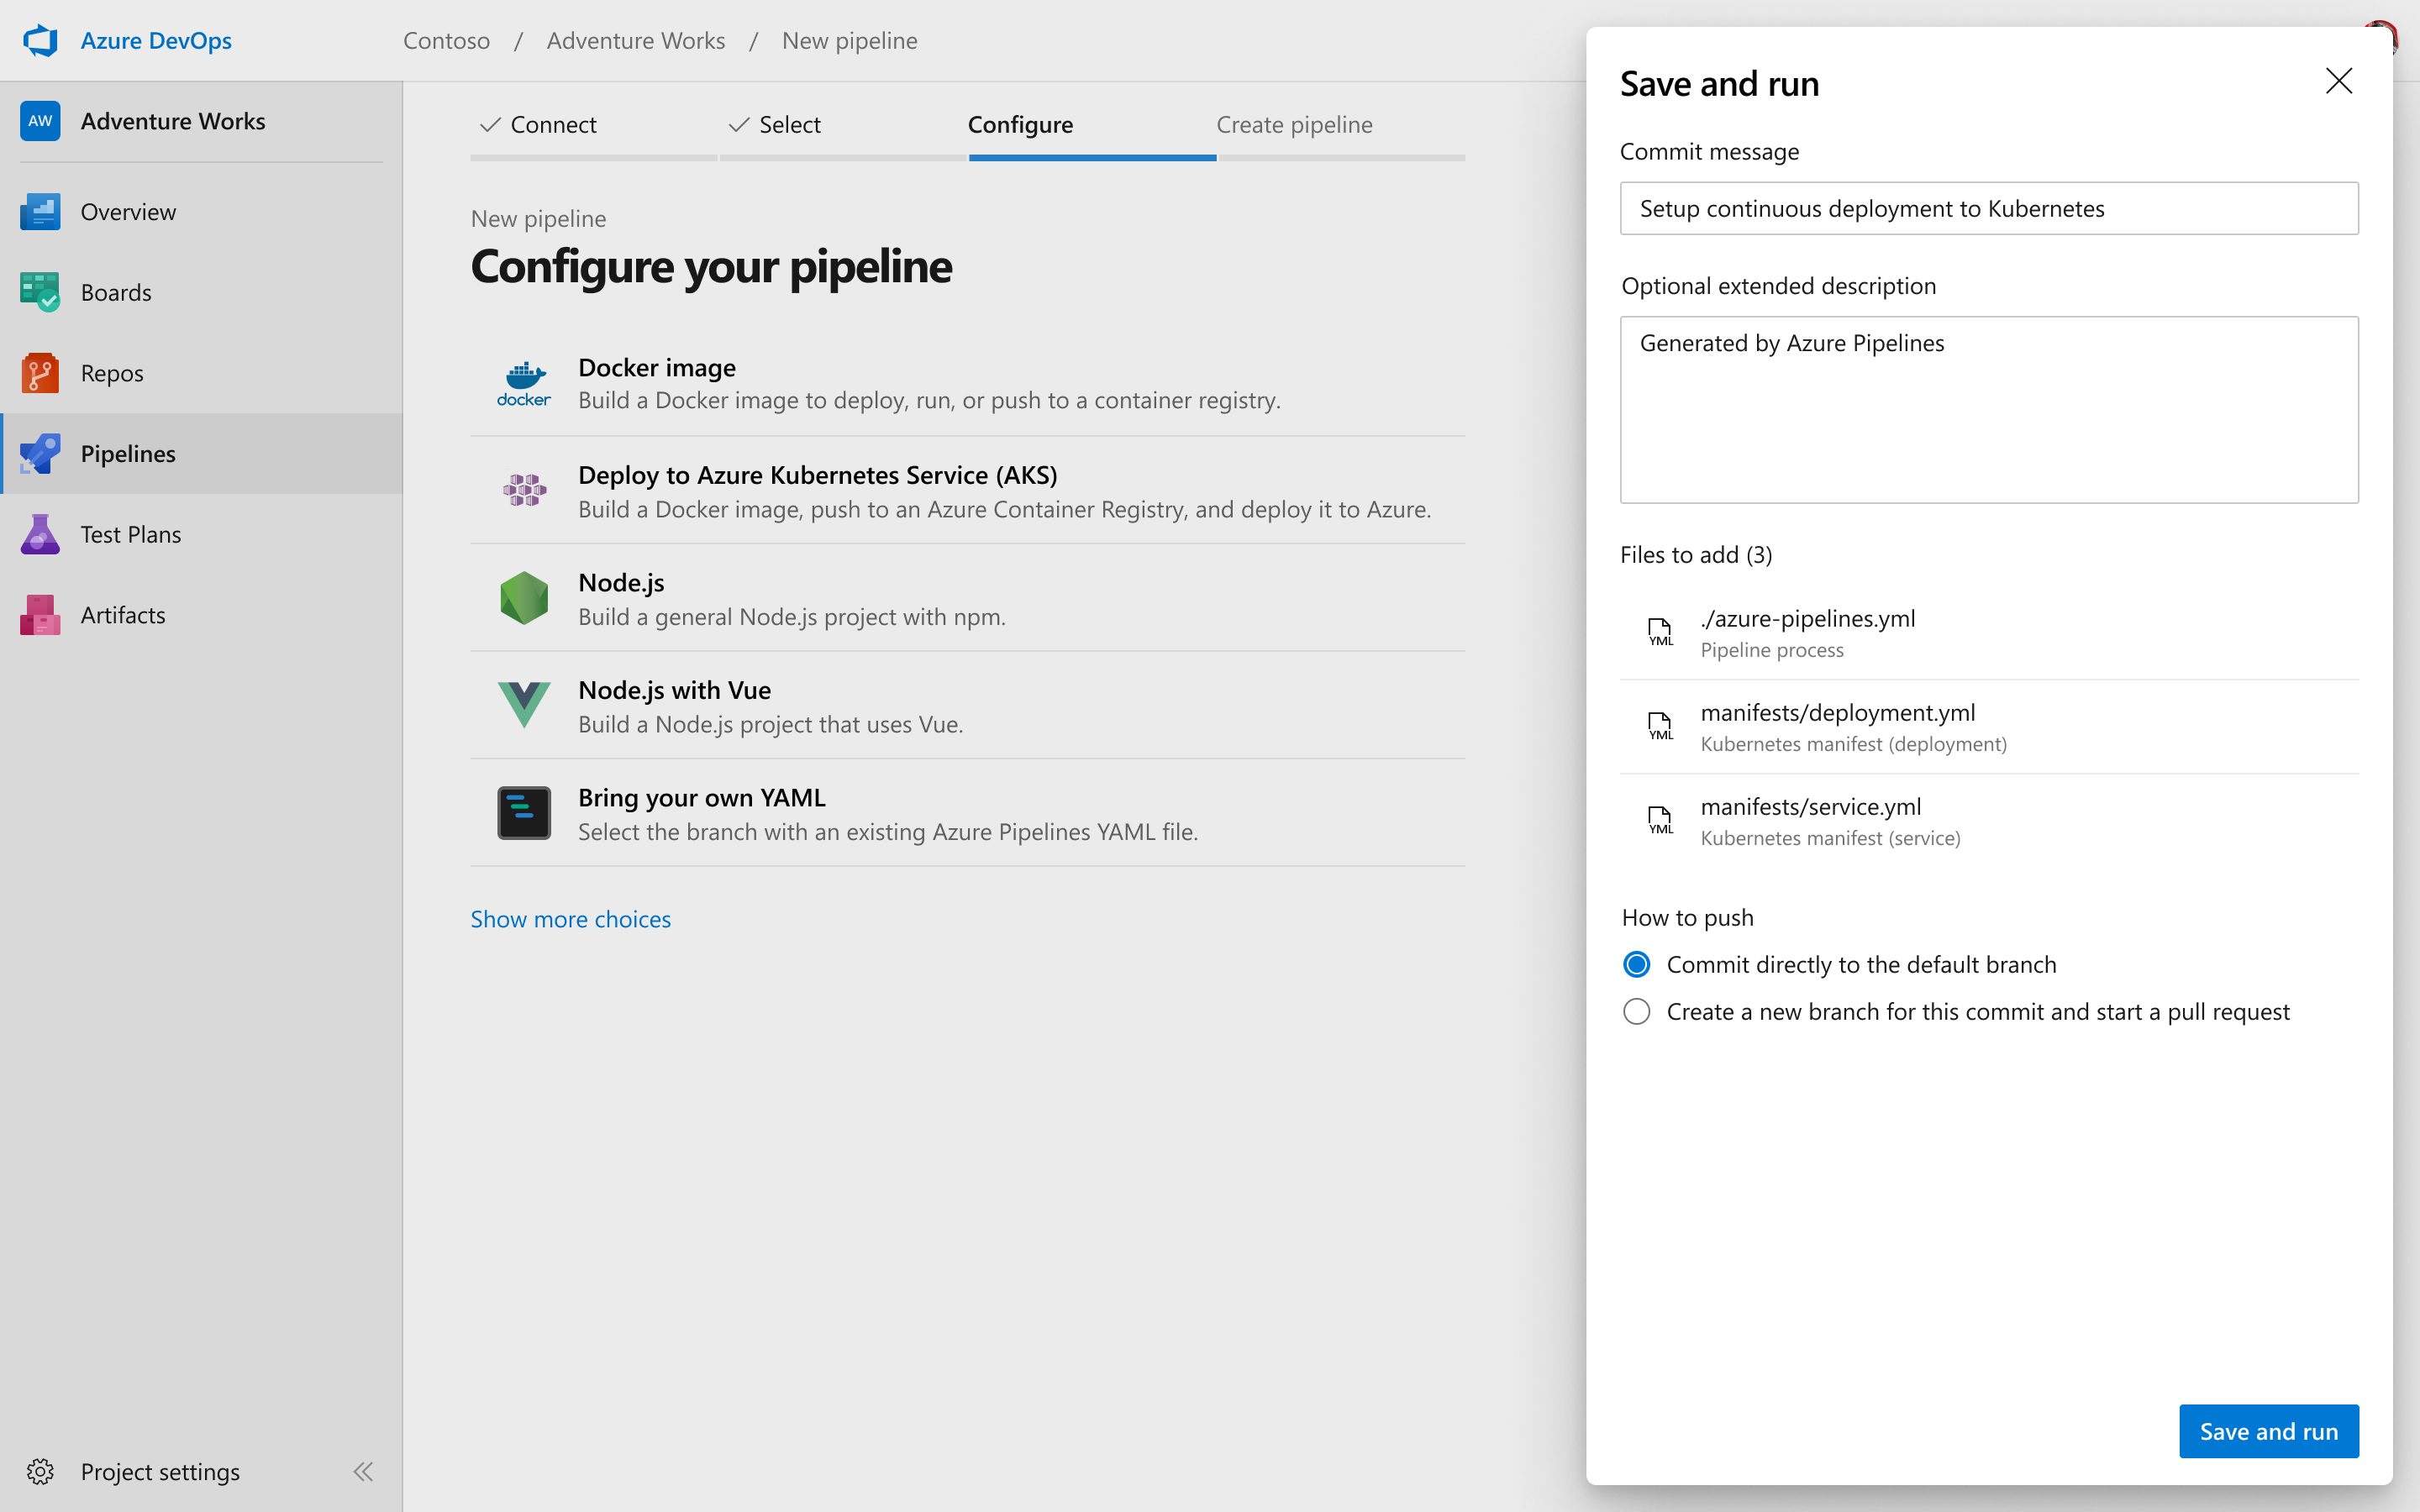 Azure DevOps
Contoso / Adventure Works / New pipeline
AW Adventure Works
Overview
Boards
Repos
Pipelines
Test Plans
Artifacts
Project settings
Connect
Select
Configure
Create pipeline
New pipeline
Configure your pipeline
docker
Docker image
Build a Docker image to deploy, run, or push to a container registry.
Deploy to Azure Kubernetes Service (AKS)
Build a Docker image, push to an Azure Container Registry, and deploy it to Azure.
Node.js
Build a general Node.js project with npm.
Node.js with Vue
Build a Node.js project that uses Vue.
Bring your own YAML
Select the branch with an existing Azure Pipelines YAML file.
Show more choices
Save and run
Commit message
Setup continuous deployment to Kubernetes
Optional extended description
Generated by Azure Pipelines
Files to add (3)
YML
./azure-pipelines.yml
Pipeline process
YML
manifests/deployment.yml
Kubernetes manifest (deployment)
YML
manifests/service.yml
Kubernetes manifest (service)
How to push
Commit directly to the default branch
Create a new branch for this commit and start a pull request
Save and run